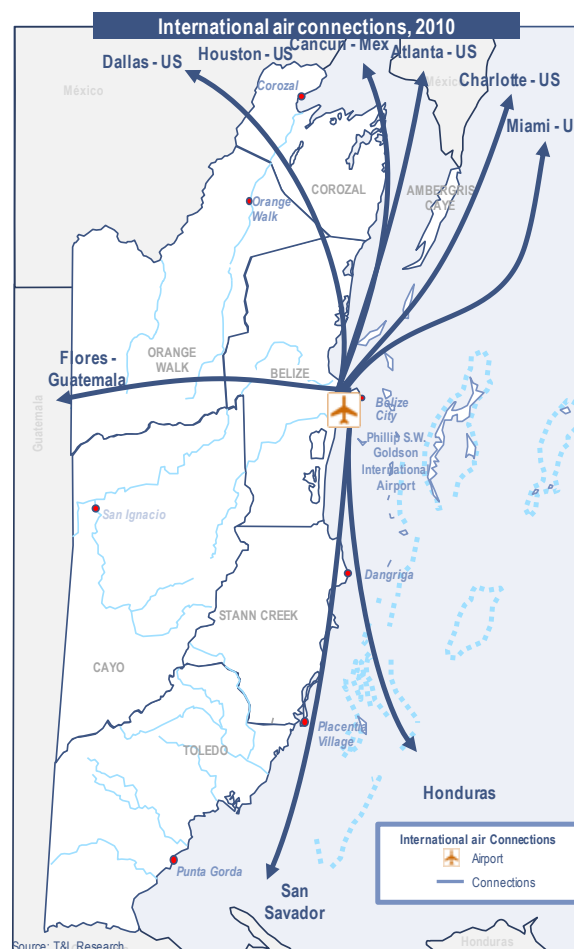 International air connections, 2010
Cancun - Mex
Houston - US
Atlanta - US
Dallas - US
México
Charlotte - US
Corozal
México
Miami - U
COROZAL
AMBERGRIS
CAYE
Orange
Walk
ORANGE
WALK
Flores -
Guatemala
BELIZE
Guatemala
Belize
City
Phillip S.W.
Goldson
International
Airport
San Ignacio
Dangriga
STANN CREEK
CAYO
Placentia
Village
TOLEDO
Honduras
International air Connections
Airport
Connections
Punta Gorda
San
Savador
Source: T&L Research
Honduras